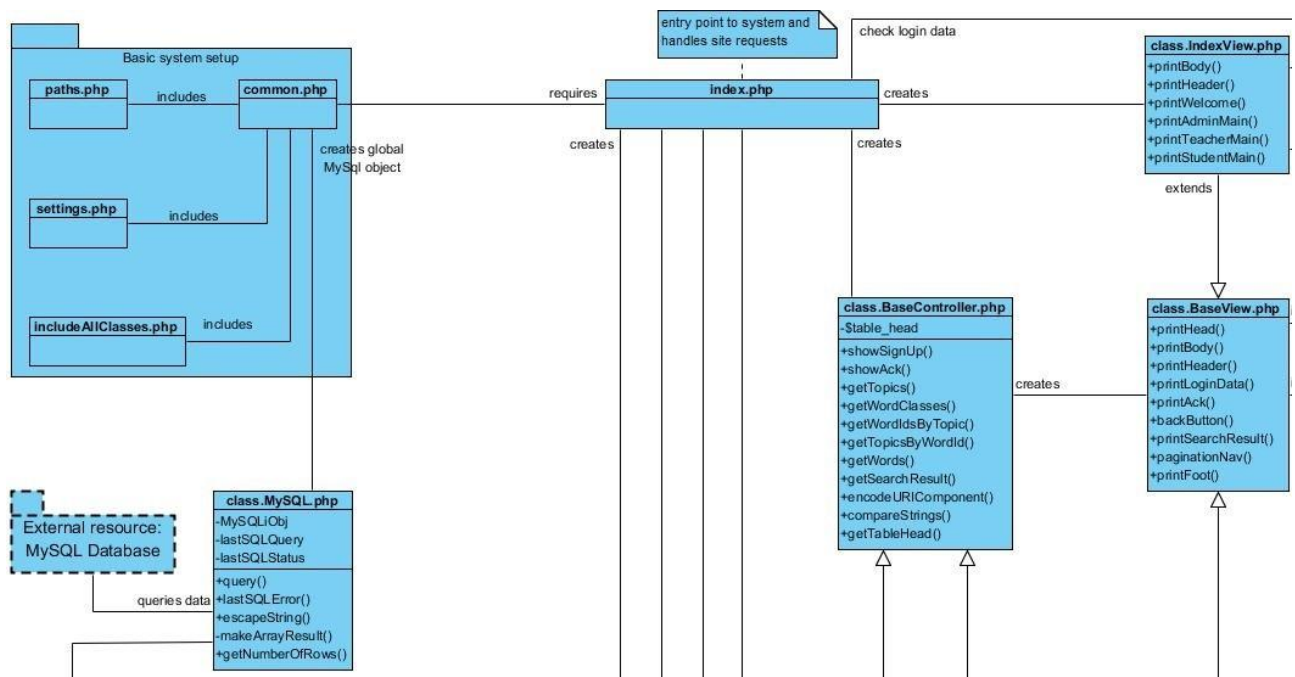 entry point to system and
handles site requests
check login data
Basic system setup
paths.php
includes
common.php
requires
index.php
creates
class.IndexView.php
+printBody()
+printHeader()
+printWelcome()
+printAdminMain()
+printTeacherMain()
+printStudentMain()
creates global
MySql object
creates
creates
settings.php
includes
extends
includeAllClasses.php
includes
class.BaseController.php
-$table_head
+showSignUp()
+showAck()
+getTopics()
+getWordClasses()
+getWordIdsByTopic()
+getTopicsByWordId()
+getWords()
+getSearchResult()
+encodeURIComponent()
+compareStrings()
+getTableHead()
creates
class.BaseView.php
+printHead()
+printBody()
+printHeader()
+printLoginData()
+printAck()
+backButton()
+printSearchResult()
+paginationNav()
+printFoot()
External resource:
MySQL Database
queries data
class.MySQL.php
-MySQLiObj
-lastSQLQuery
-lastSQLStatus
+query()
+lastSQLError()
+escapeString()
-makeArrayResult()
+getNumberOfRows()